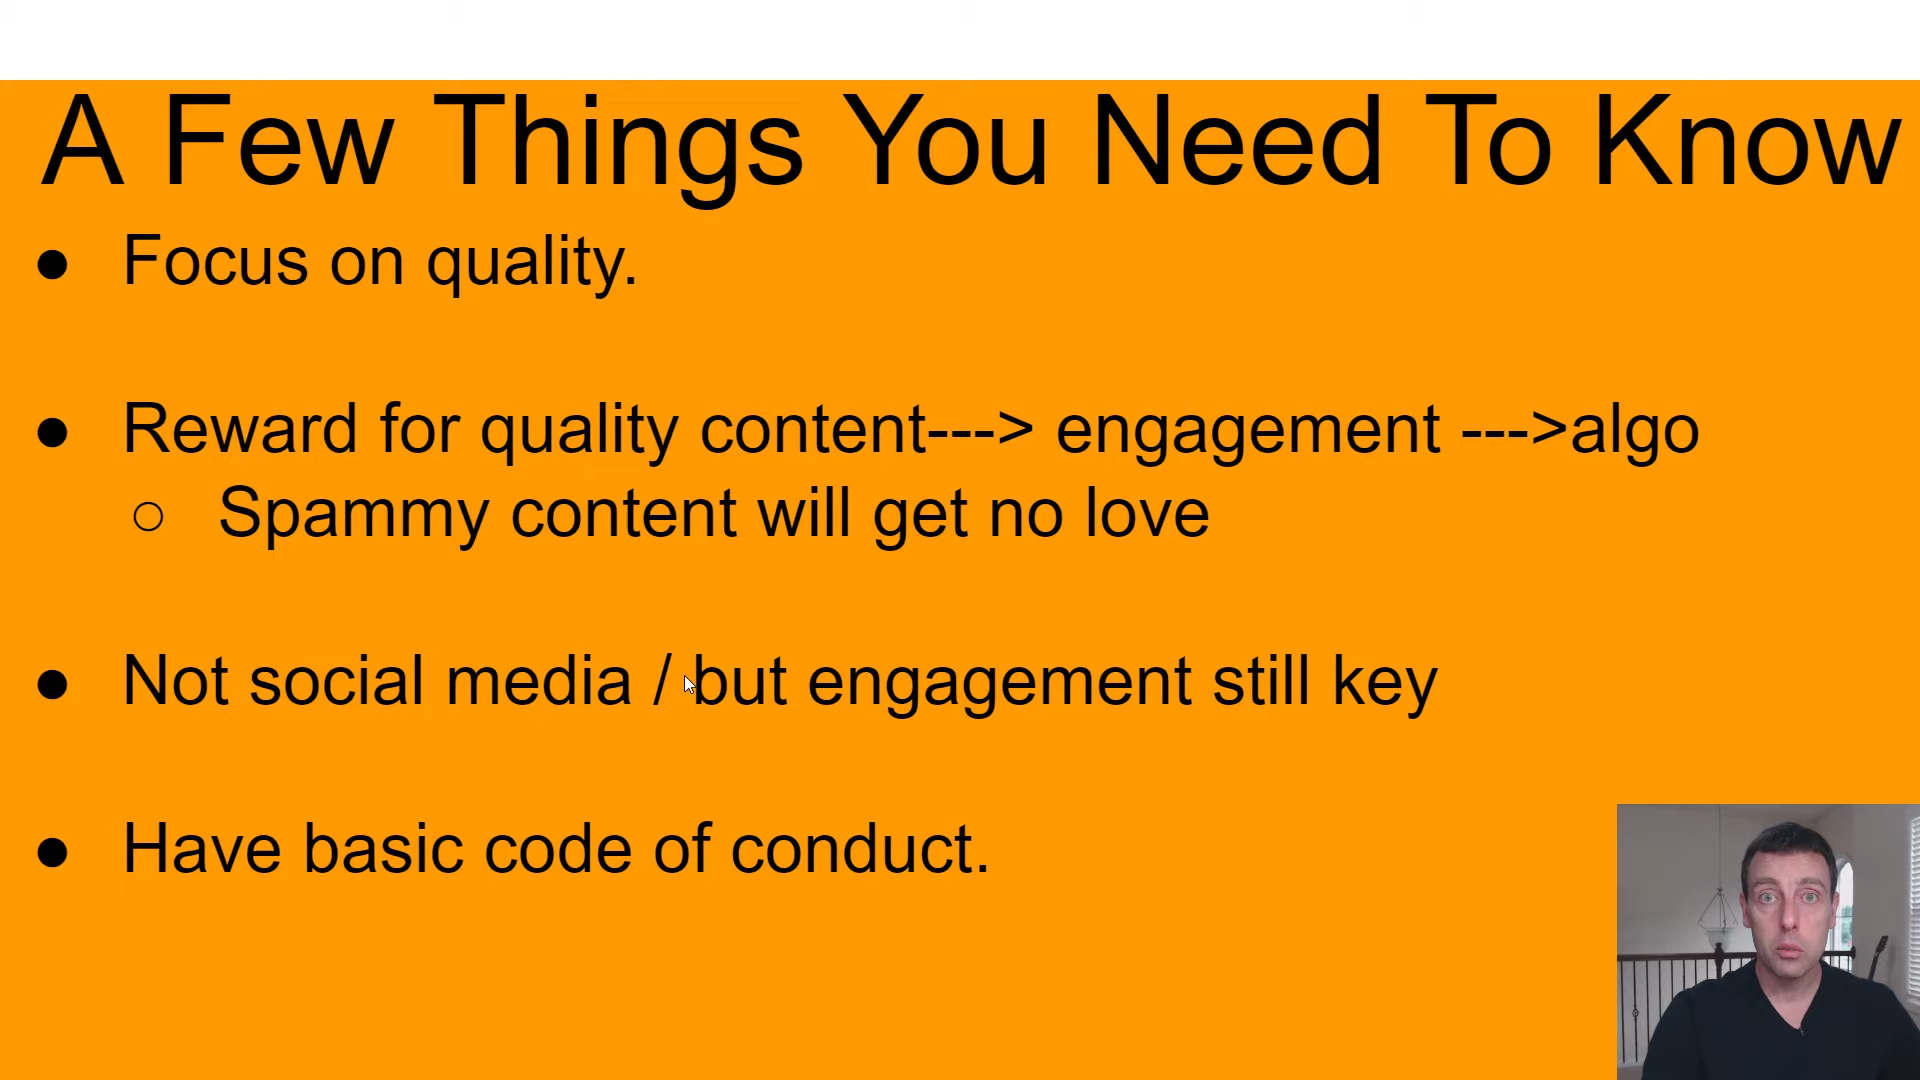 A Few Things You Need To Know
● Focus on quality.
● Reward for quality content---> engagement --->algo
○ Spammy content will get no love
● Not social media / but engagement still key
● Have basic code of conduct.